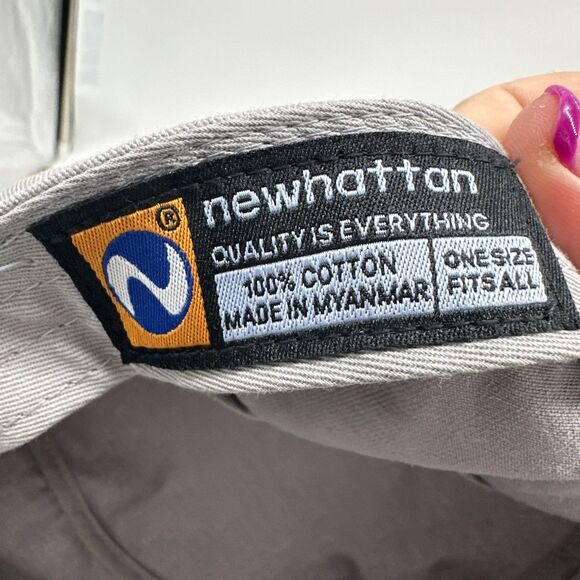 newhattan
®
QUALITY IS EVERYTHING
100% COTTON
MADE IN MYANMAR
ONE SIZE
FITS ALL